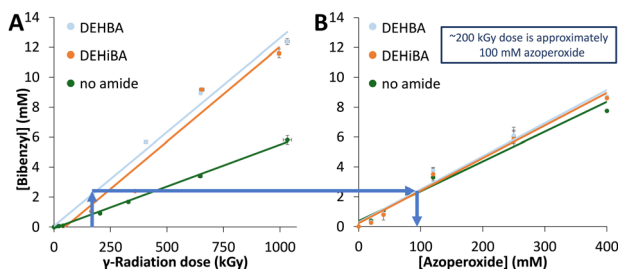 A
DEHBA
DEHiBA
no amide
[Bibenzyl] (mM)
14
12
10
8
6
4
2
0
0 250 500 750 1000
γ-Radiation dose (kGy)
B
DEHBA
DEHiBA
no amide
~200 kGy dose is approximately
100 mM azoperoxide
14
12
10
8
6
4
2
0
0 100 200 300 400
[Azoperoxide] (mM)